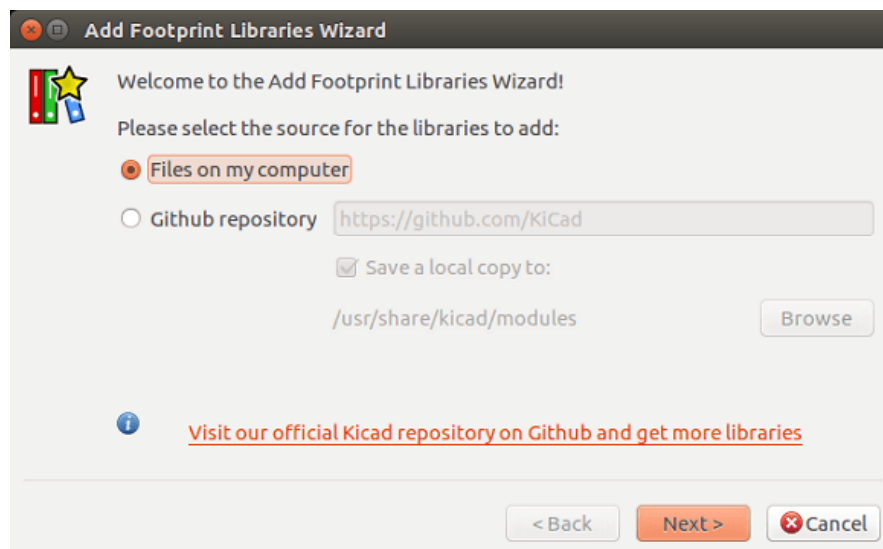 Add Footprint Libraries Wizard
Welcome to the Add Footprint Libraries Wizard!
Please select the source for the libraries to add:
Files on my computer
Github repository https://github.com/KiCad
Save a local copy to:
/usr/share/kicad/modules Browse
Visit our official Kicad repository on Github and get more libraries
< Back Next > Cancel